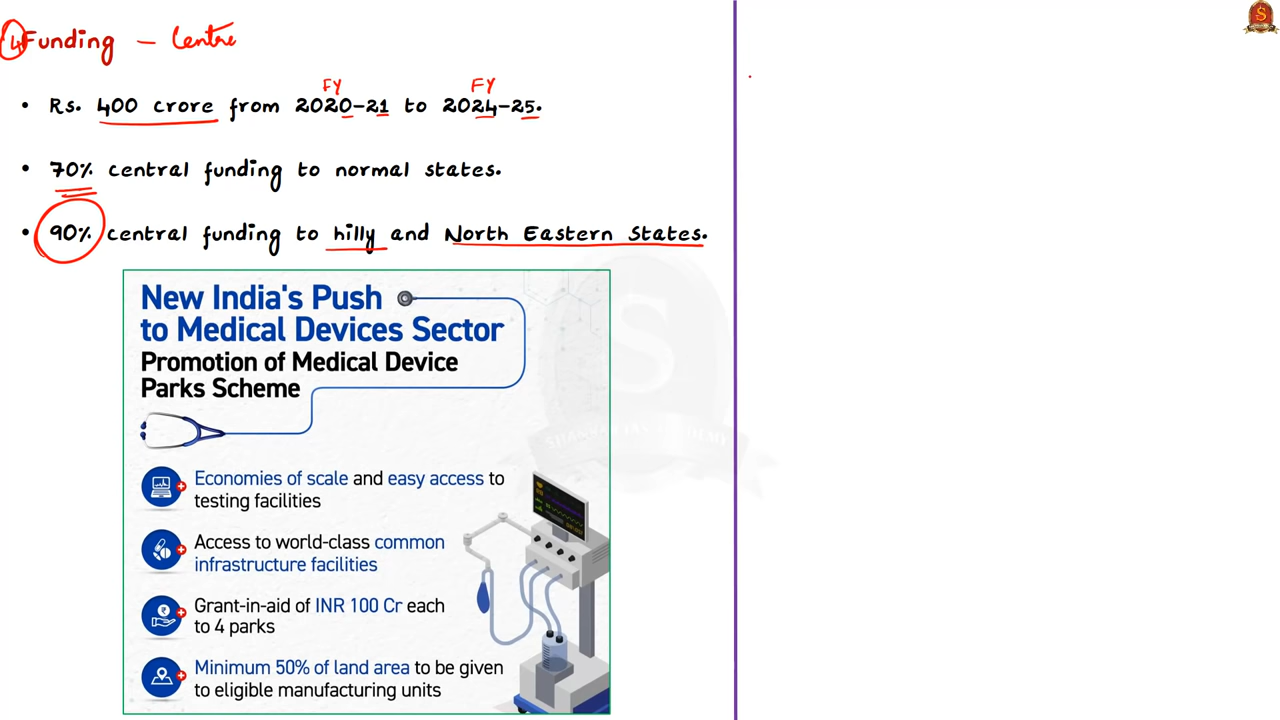 4 Funding – Centre
FY FY
• Rs. 400 crore from 2020-21 to 2024-25.
• 70% central funding to normal states.
• 90% central funding to hilly and North Eastern States.
New India's Push
to Medical Devices Sector
Promotion of Medical Device
Parks Scheme
Economies of scale and easy access to
testing facilities
Access to world-class common
infrastructure facilities
Grant-in-aid of INR 100 Cr each
to 4 parks
Minimum 50% of land area to be given
to eligible manufacturing units
S
SHANKAR IAS ACADEMY
S